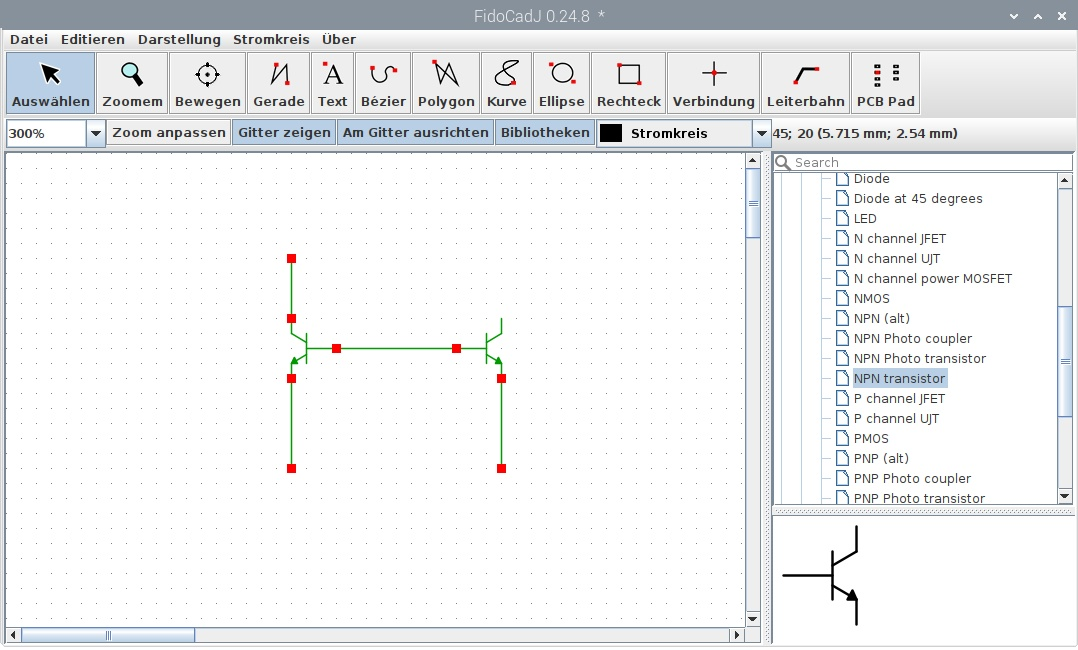 FidoCadJ 0.24.8 *
Datei Editieren Darstellung Stromkreis Über
Auswählen Zoomem Bewegen Gerade Text Bézier Polygon Kurve Ellipse Rechteck Verbindung Leiterbahn PCB Pad
300% Zoom anpassen Gitter zeigen Am Gitter ausrichten Bibliotheken Stromkreis 45; 20 (5.715 mm; 2.54 mm)
Search
Diode
Diode at 45 degrees
LED
N channel JFET
N channel UJT
N channel power MOSFET
NMOS
NPN (alt)
NPN Photo coupler
NPN Photo transistor
NPN transistor
P channel JFET
P channel UJT
PMOS
PNP (alt)
PNP Photo coupler
PNP Photo transistor